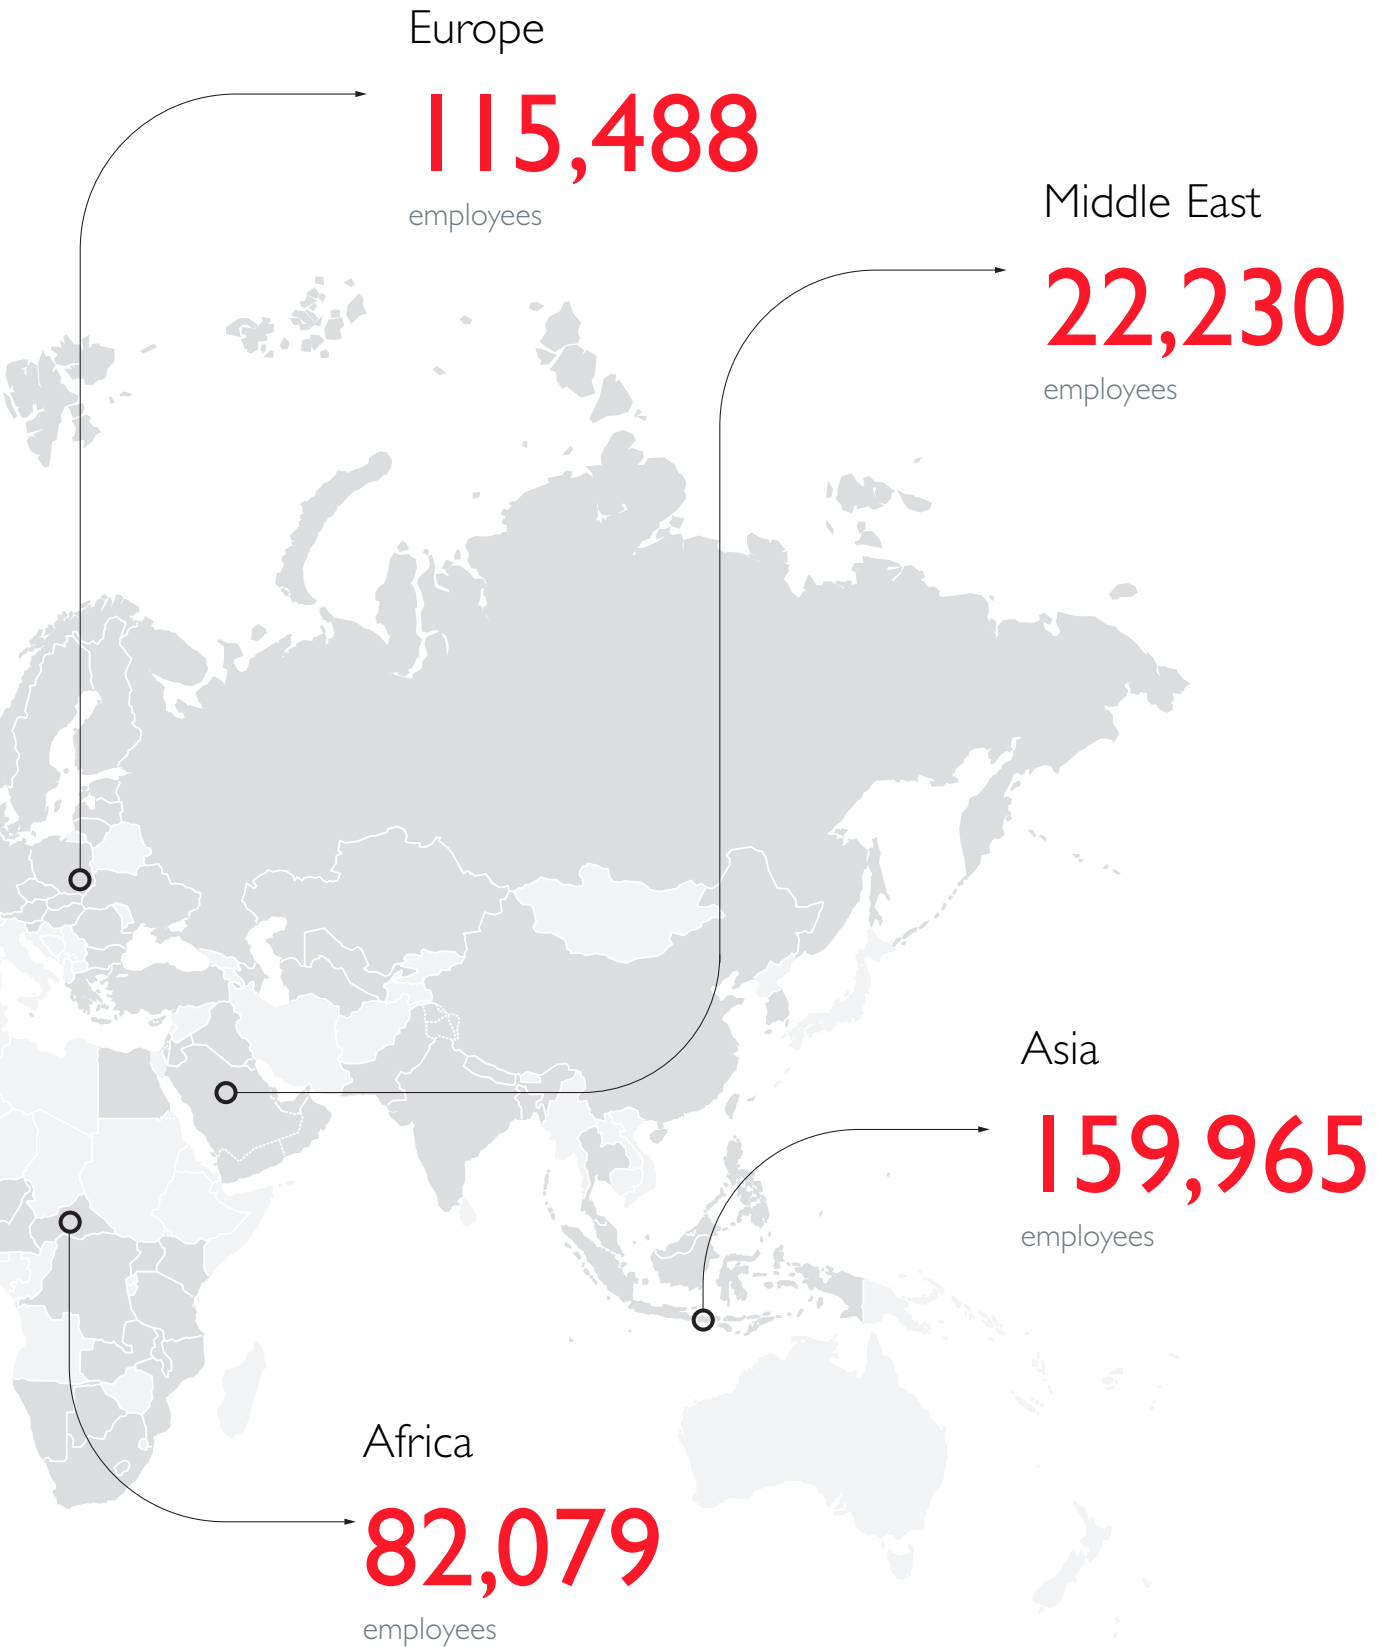 Europe
115,488
employees
Middle East
22,230
employees
Asia
159,965
employees
Africa
82,079
employees